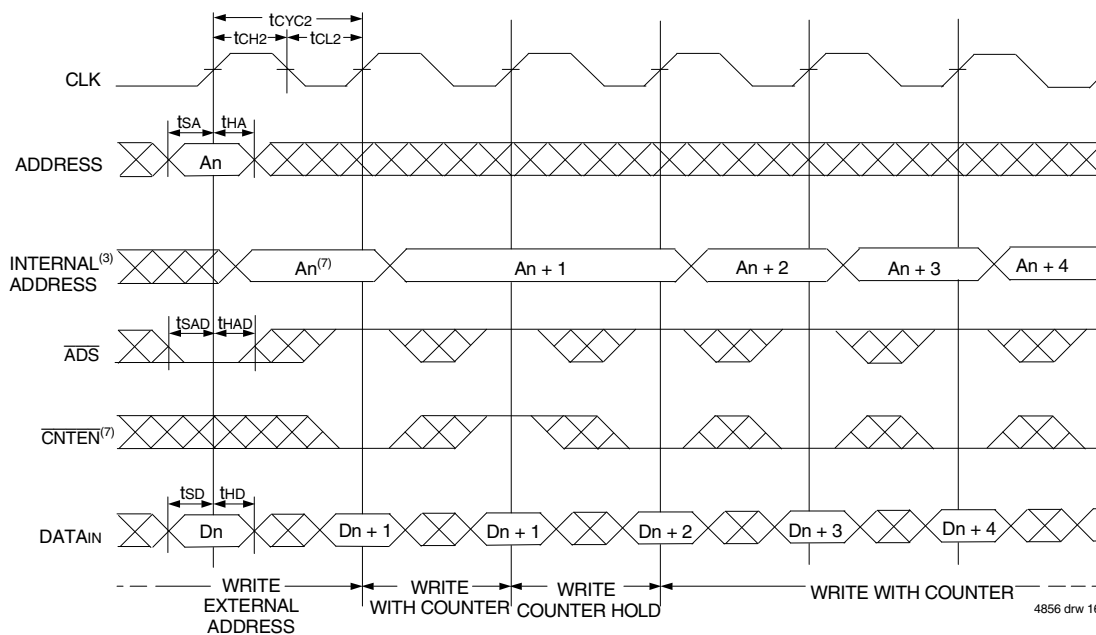 tCYC2
tCH2 tCL2
CLK
tSA tHA
ADDRESS An
INTERNAL(3)
ADDRESS
An(7) An + 1 An + 2 An + 3 An + 4
tSAD tHAD
ADS
CNTEN(7)
tSD tHD
DATAIN Dn Dn + 1 Dn + 1 Dn + 2 Dn + 3 Dn + 4
WRITE
EXTERNAL
ADDRESS
WRITE
WITH COUNTER
WRITE
COUNTER HOLD
WRITE WITH COUNTER
4856 drw 16